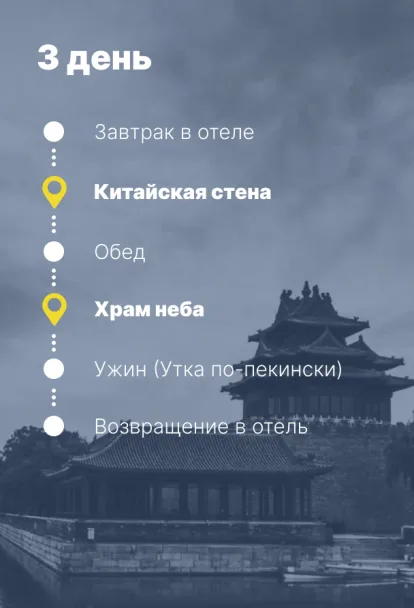 3 день
Завтрак в отеле
Китайская стена
Обед
Храм неба
Ужин (Утка по-пекински)
Возвращение в отель